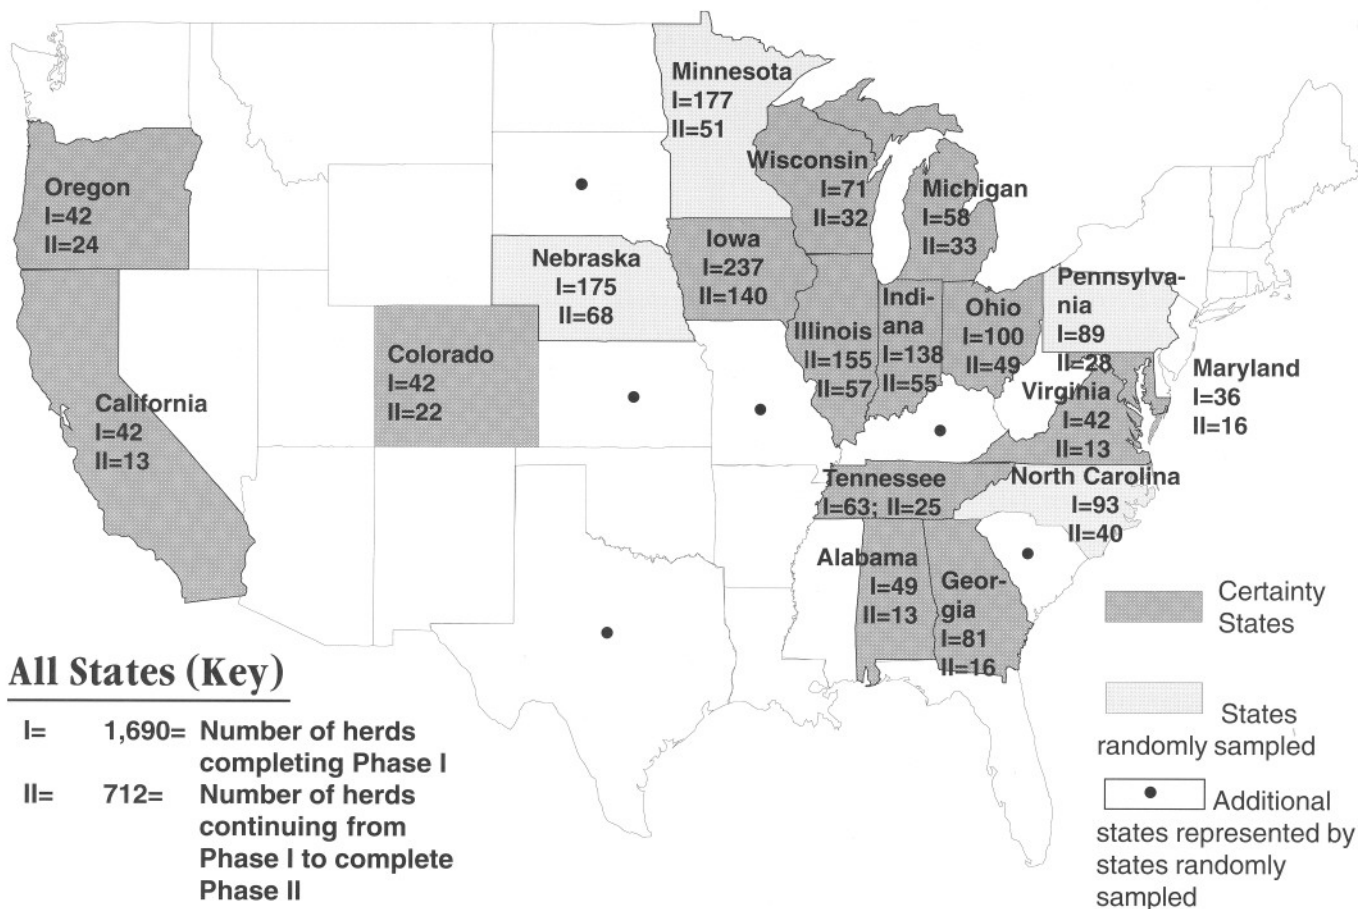 Minnesota
I=177
II=51
Wisconsin
I=71
II=32
Michigan
I=58
II=33
Oregon
I=42
II=24
Iowa
I=237
II=140
Nebraska
I=175
II=68
Pennsylva-
nia
I=89
II=28
Indi-
ana
I=138
II=55
Ohio
I=100
II=49
Illinois
II=155
II=57
Colorado
I=42
II=22
Maryland
I=36
II=16
Virginia
I=42
II=13
California
I=42
II=13
Tennessee
I=63; II=25
North Carolina
I=93
II=40
Alabama
I=49
II=13
Geor-
gia
I=81
II=16
Certainty
States
States
randomly sampled
Additional
states represented by
states randomly
sampled
All States (Key)
I= 1,690= Number of herds
completing Phase I
II= 712= Number of herds
continuing from
Phase I to complete
Phase II